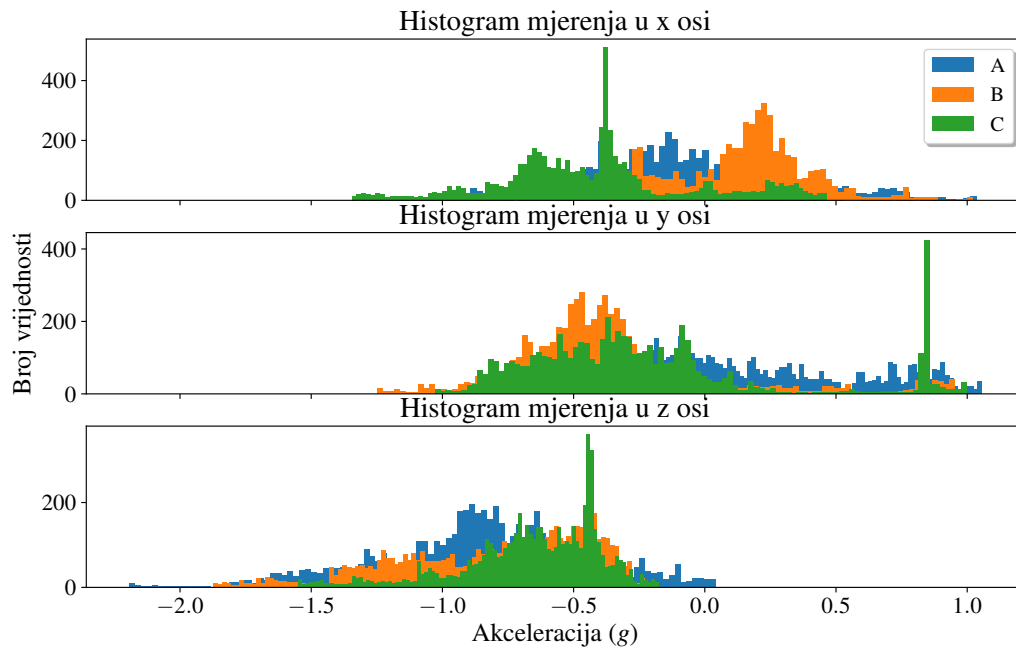 Histogram mjerenja u x osi
400
200
0
A
B
C
Histogram mjerenja u y osi
400
200
0
Broj vrijednosti
Histogram mjerenja u z osi
200
0
−2.0 −1.5 −1.0 −0.5 0.0 0.5 1.0
Akceleracija (g)